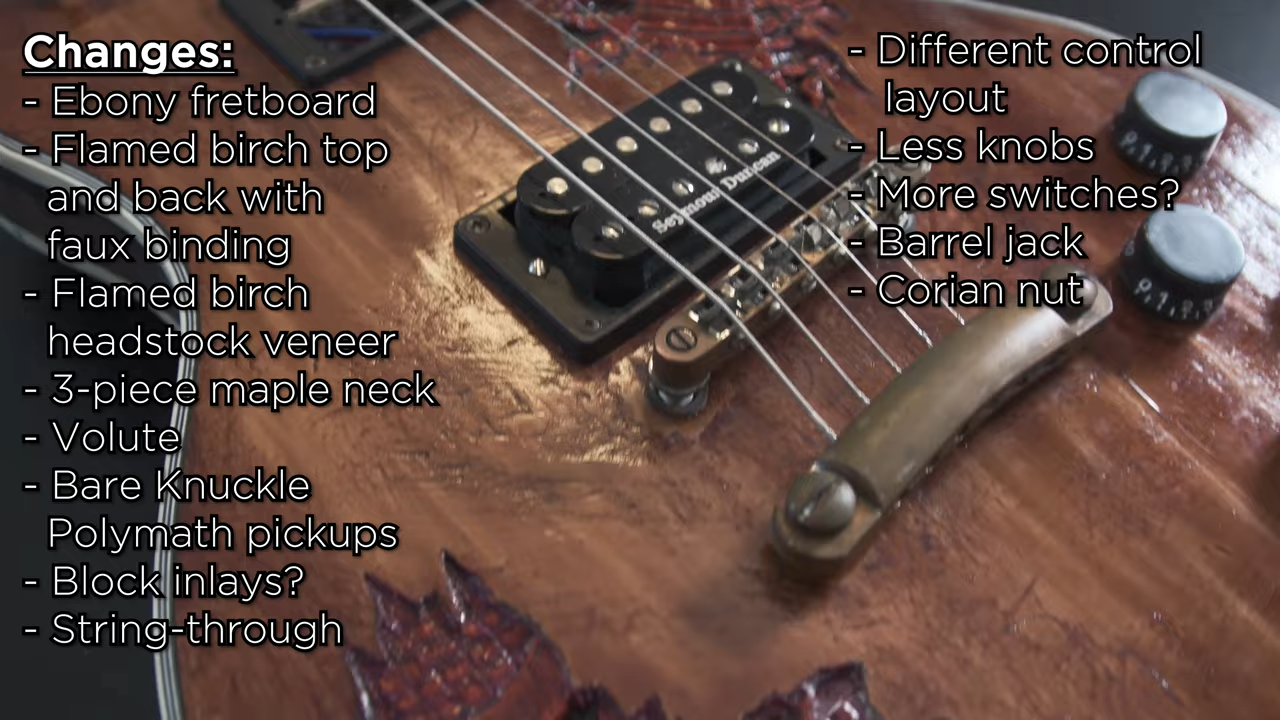 Changes:
- Ebony fretboard
- Flamed birch top
and back with
faux binding
- Flamed birch
headstock veneer
- 3-piece maple neck
- Volute
- Bare Knuckle
Polymath pickups
- Block inlays?
- String-through
- Different control
layout
- Less knobs
- More switches?
- Barrel jack
- Corian nut
Seymour Duncan